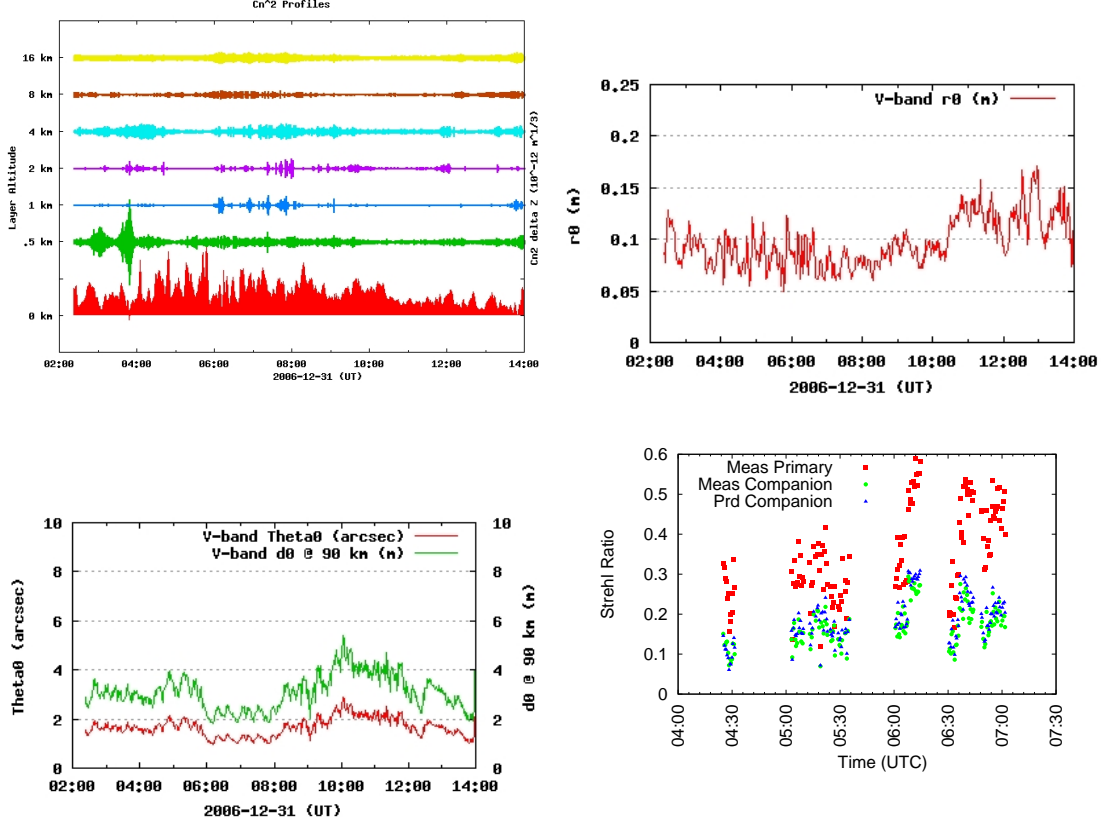 Cn^2 Profiles
Layer Altitude
16 km
8 km
4 km
2 km
1 km
.5 km
0 km
Cn2 delta Z (10^-12 m^1/3)
02:00 04:00 06:00 08:00 10:00 12:00 14:00
2006-12-31 (UT)
V-band r0 (m)
r0 (m)
0.25
0.2
0.15
0.1
0.05
0
02:00 04:00 06:00 08:00 10:00 12:00 14:00
2006-12-31 (UT)
V-band Theta0 (arcsec)
V-band d0 @ 90 km (m)
Theta0 (arcsec)
10
8
6
4
2
0
10
8
6
4
2
0
d0 @ 90 km (m)
02:00 04:00 06:00 08:00 10:00 12:00 14:00
2006-12-31 (UT)
Meas Primary
Meas Companion
Prd Companion
Strehl Ratio
0.6
0.5
0.4
0.3
0.2
0.1
0
04:00 04:30 05:00 05:30 06:00 06:30 07:00 07:30
Time (UTC)